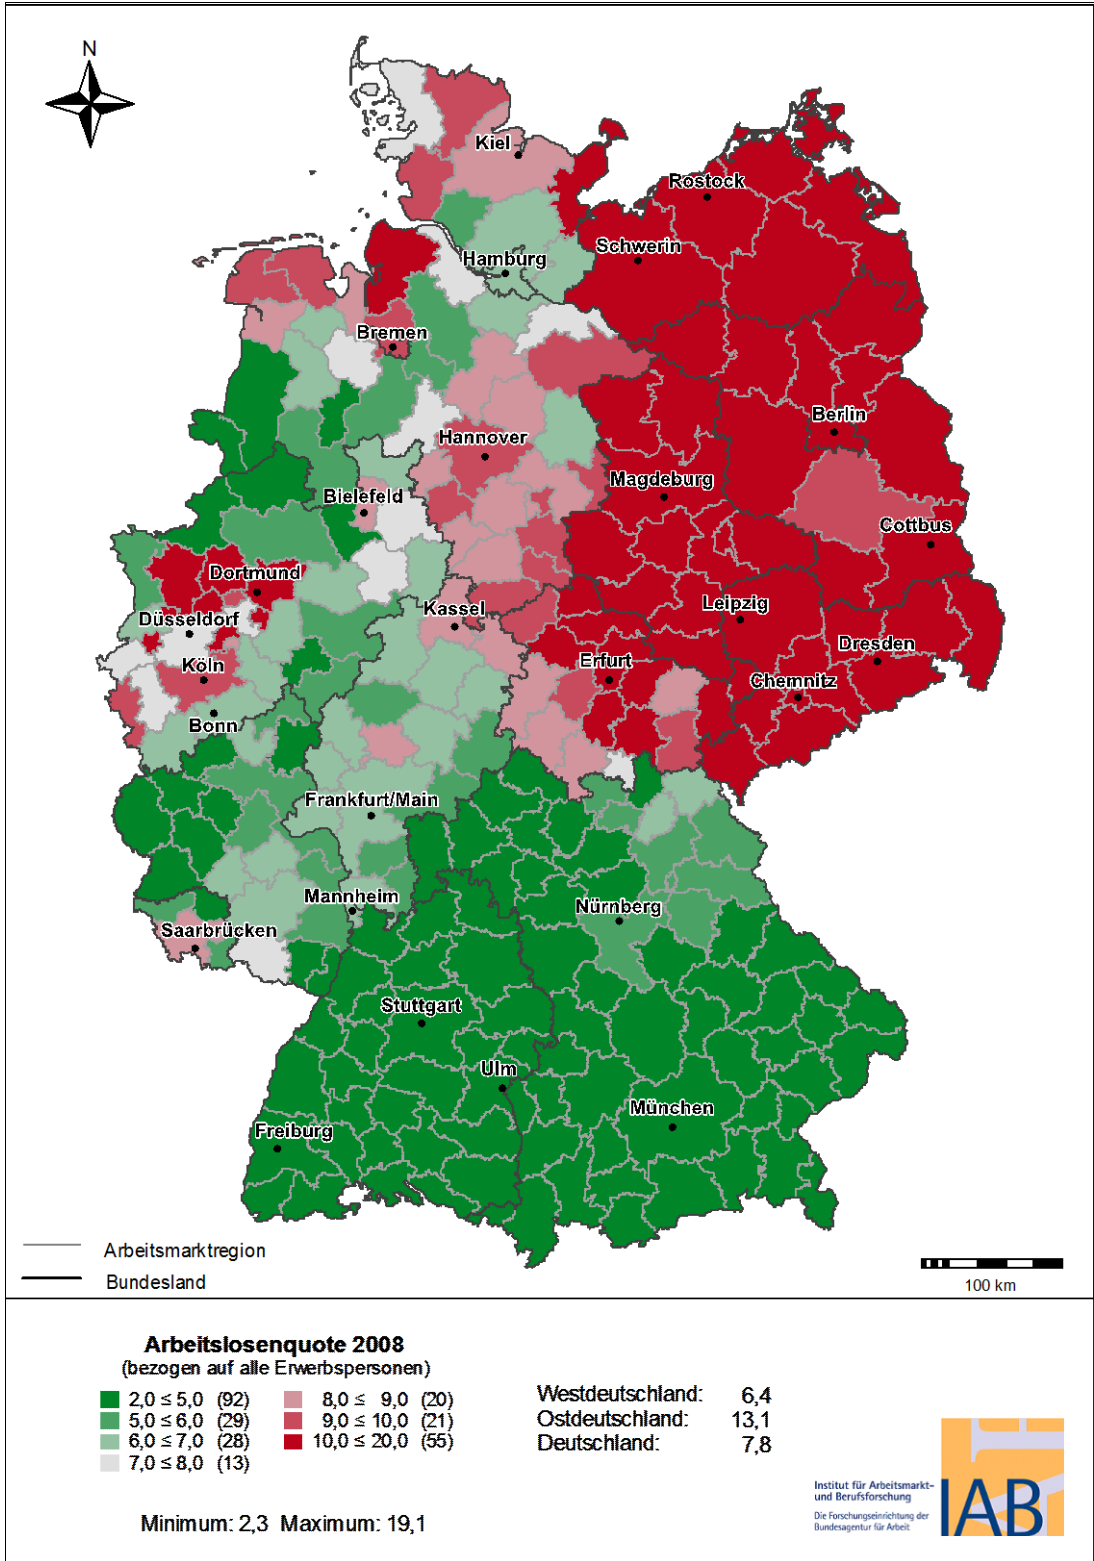 N
Kiel
Rostock
Schwerin
Hamburg
Bremen
Berlin
Hannover
Magdeburg
Bielefeld
Cottbus
Dortmund
Leipzig
Kassel
Düsseldorf
Dresden
Köln
Erfurt
Chemnitz
Bonn
Frankfurt/Main
Mannheim
Nürnberg
Saarbrücken
Stuttgart
Ulm
München
Freiburg
Arbeitsmarktregion
Bundesland
100 km
Arbeitslosenquote 2008
(bezogen auf alle Erwerbspersonen)
2,0 ≤ 5,0 (92)
5,0 ≤ 6,0 (29)
6,0 ≤ 7,0 (28)
7,0 ≤ 8,0 (13)
8,0 ≤ 9,0 (20)
9,0 ≤ 10,0 (21)
10,0 ≤ 20,0 (55)
Westdeutschland: 6,4
Ostdeutschland: 13,1
Deutschland: 7,8
Minimum: 2,3 Maximum: 19,1
Institut für Arbeitsmarkt-
und Berufsforschung
Die Forschungseinrichtung der
Bundesagentur für Arbeit
IAB